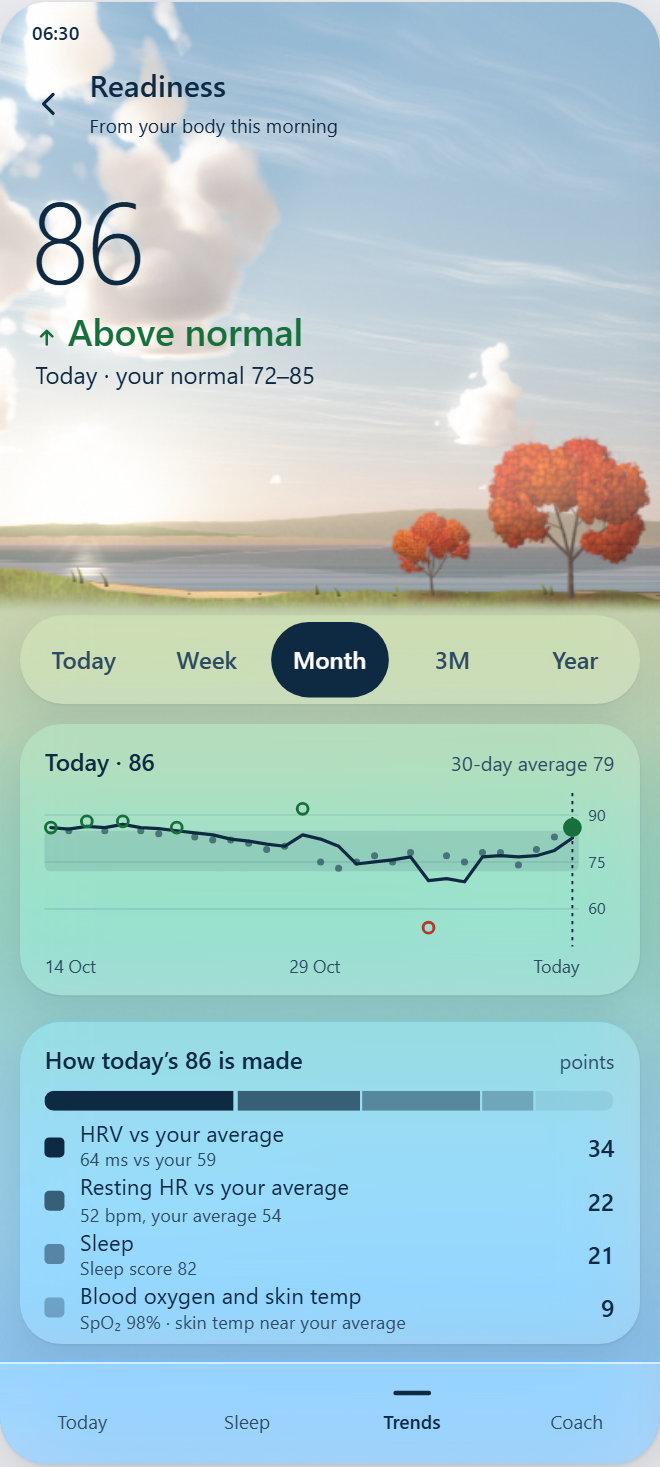 06:30
Readiness
From your body this morning
86
↑ Above normal
Today · your normal 72–85
Today Week Month 3M Year
Today · 86 30-day average 79
90
75
60
14 Oct 29 Oct Today
How today’s 86 is made points
HRV vs your average
64 ms vs your 59
34
Resting HR vs your average
52 bpm, your average 54
22
Sleep
Sleep score 82
21
Blood oxygen and skin temp
SpO₂ 98% · skin temp near your average
9
Today Sleep Trends Coach